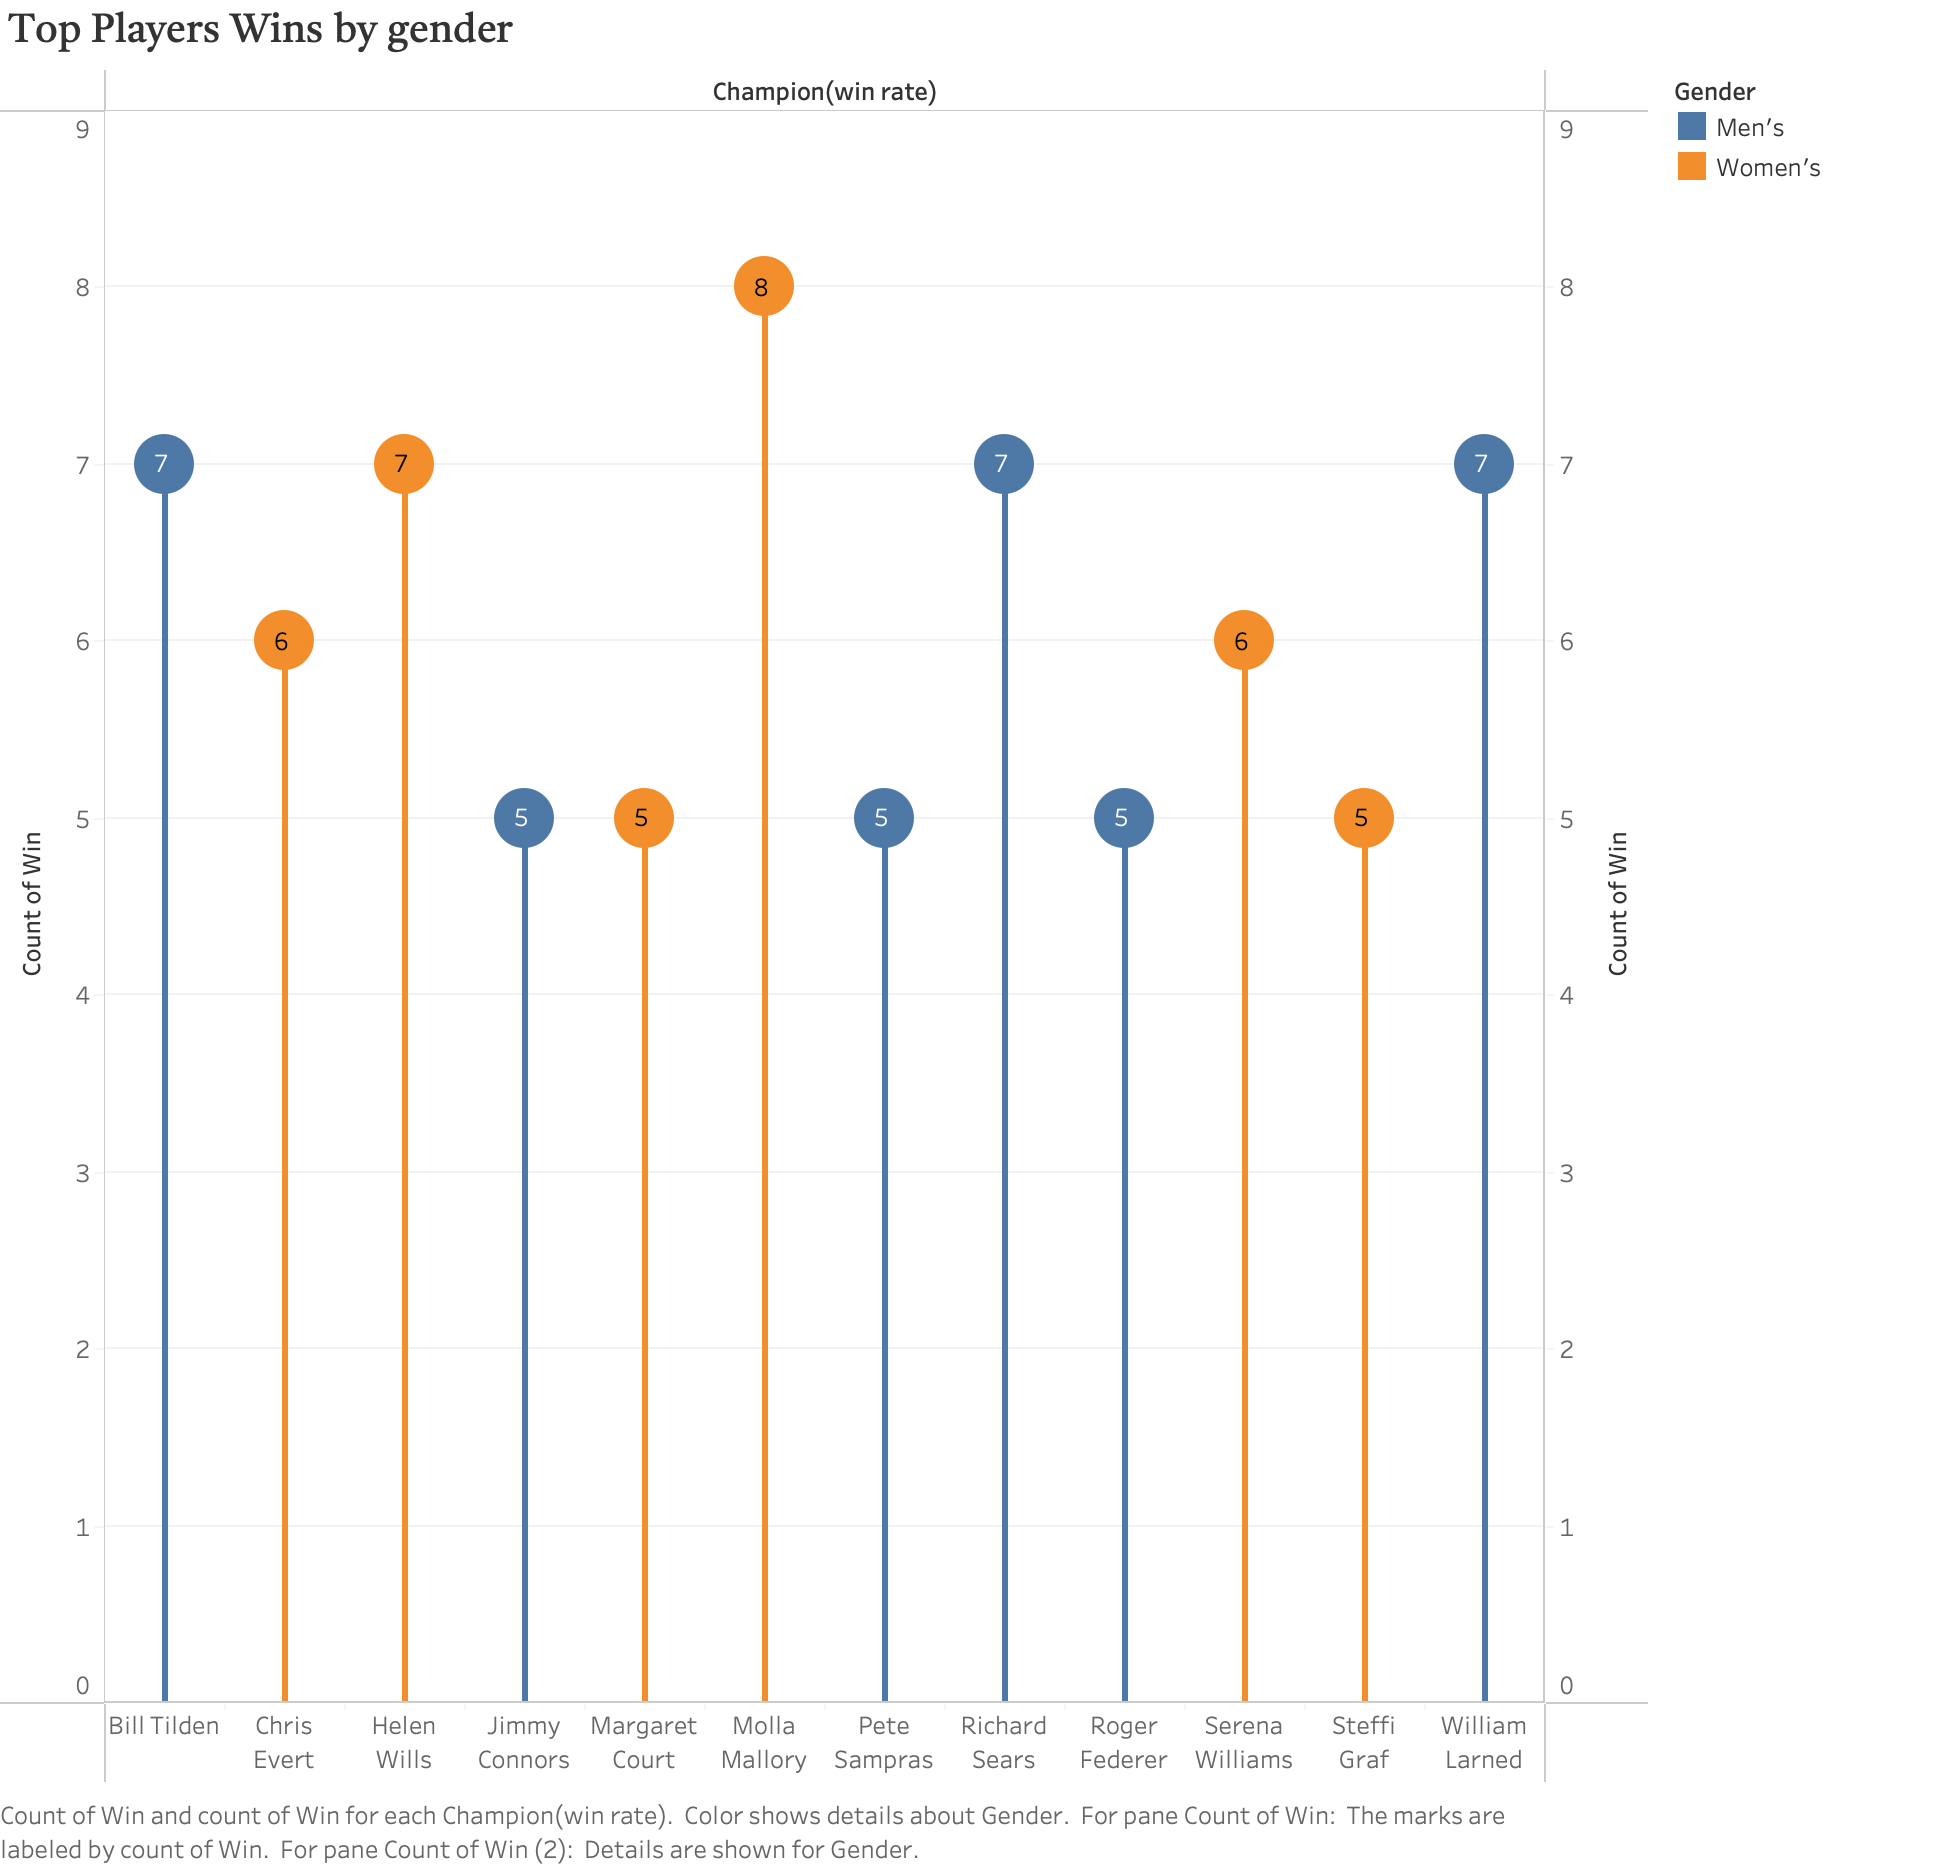 Top Players Wins by gender
Champion(win rate)
Gender
Men's
Women's
9
8
7
6
5
4
3
2
1
0
Count of Win
7
6
7
5
5
8
5
7
5
6
5
7
9
8
7
6
5
4
3
2
1
0
Count of Win
Bill Tilden
Chris
Evert
Helen
Wills
Jimmy
Connors
Margaret
Court
Molla
Mallory
Pete
Sampras
Richard
Sears
Roger
Federer
Serena
Williams
Steffi
Graf
William
Larned
Count of Win and count of Win for each Champion(win rate).  Color shows details about Gender.  For pane Count of Win:  The marks are
labeled by count of Win.  For pane Count of Win (2):  Details are shown for Gender.